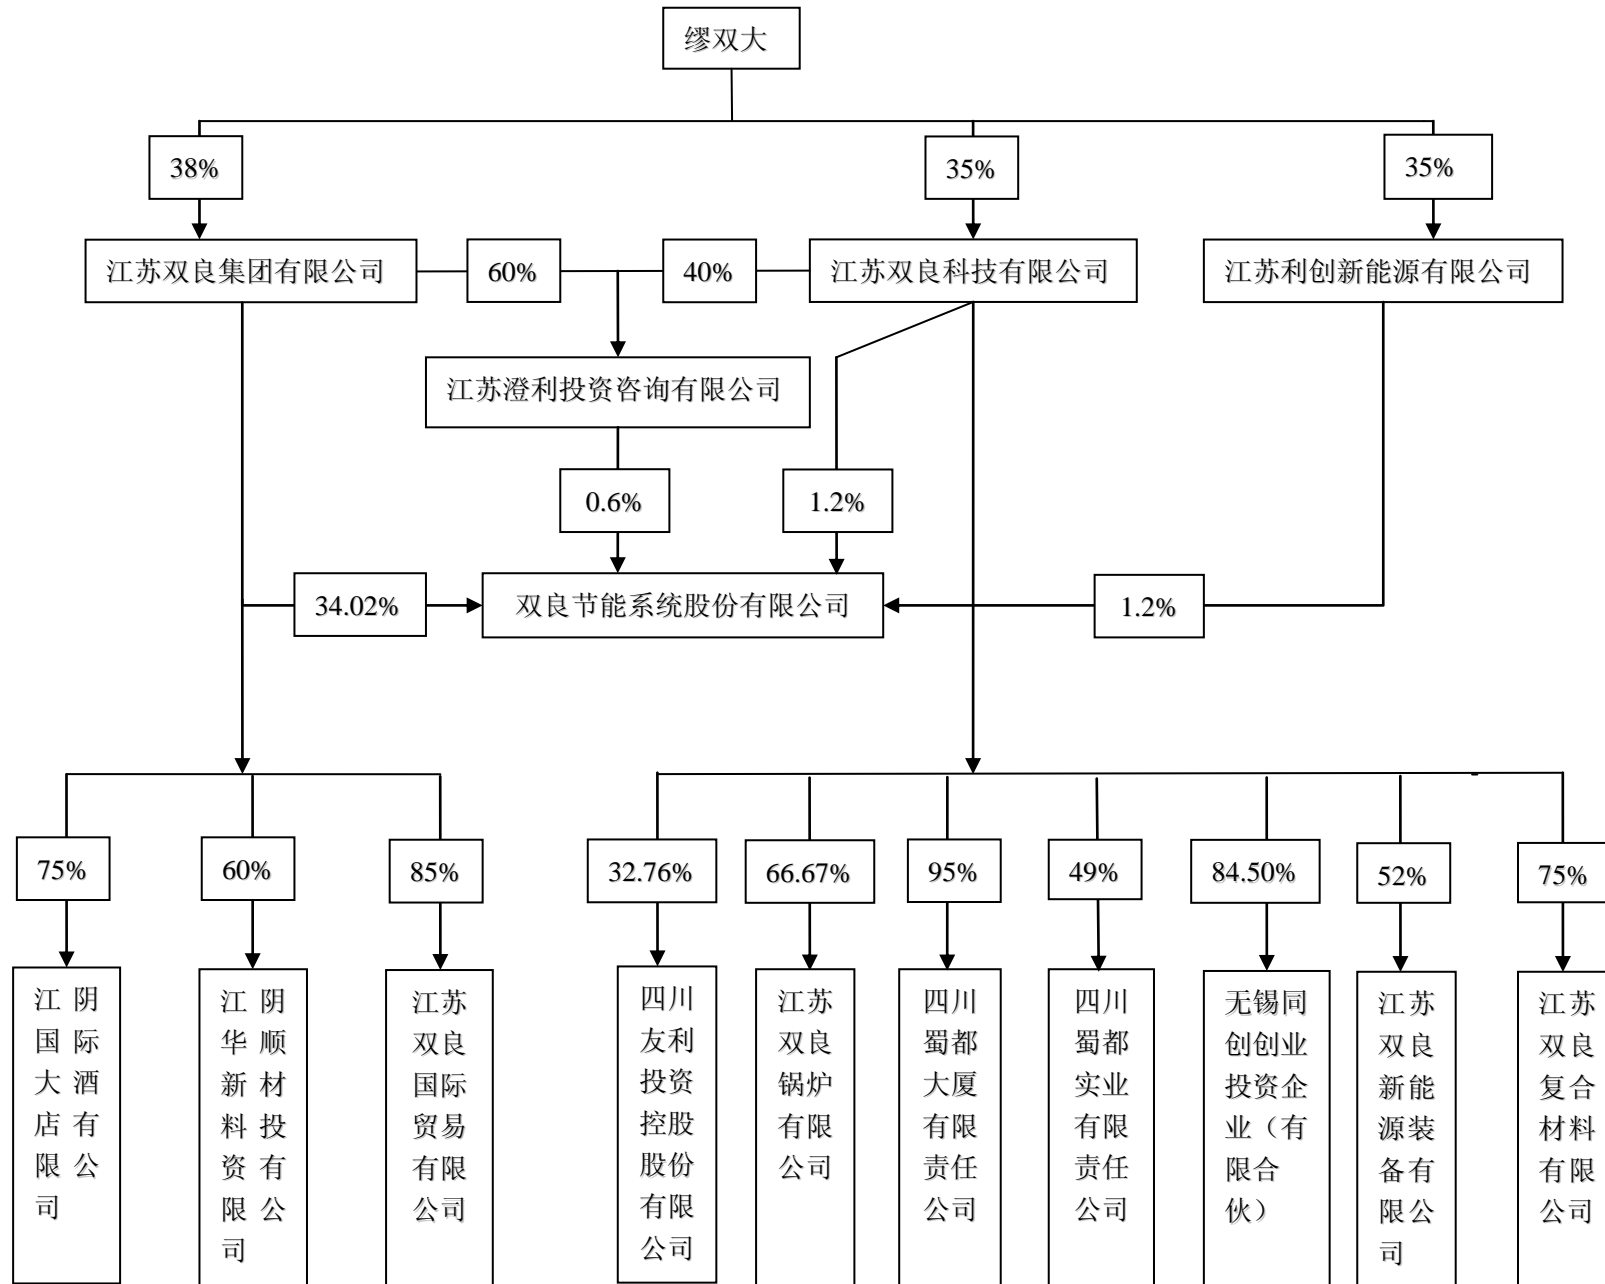 缪双大
38%
35%
35%
江苏双良集团有限公司
60%
40%
江苏双良科技有限公司
江苏利创新能源有限公司
江苏澄利投资咨询有限公司
0.6%
1.2%
34.02%
双良节能系统股份有限公司
1.2%
75%
60%
85%
32.76%
66.67%
95%
49%
84.50%
52%
75%
江阴
国际
大酒
店有
限公
司
江阴
华顺
新材
料投
资有
限公
司
江苏
双良
国际
贸易
有限
公司
四川
友利
投资
控股
股份
有限
公司
江苏
双良
锅炉
有限
公司
四川
蜀都
大厦
有限
责任
公司
四川
蜀都
实业
有限
责任
公司
无锡同
创创业
投资企
业（有
限合
伙）
江苏
双良
新能
源装
备有
限公
司
江苏
双良
复合
材料
有限
公司